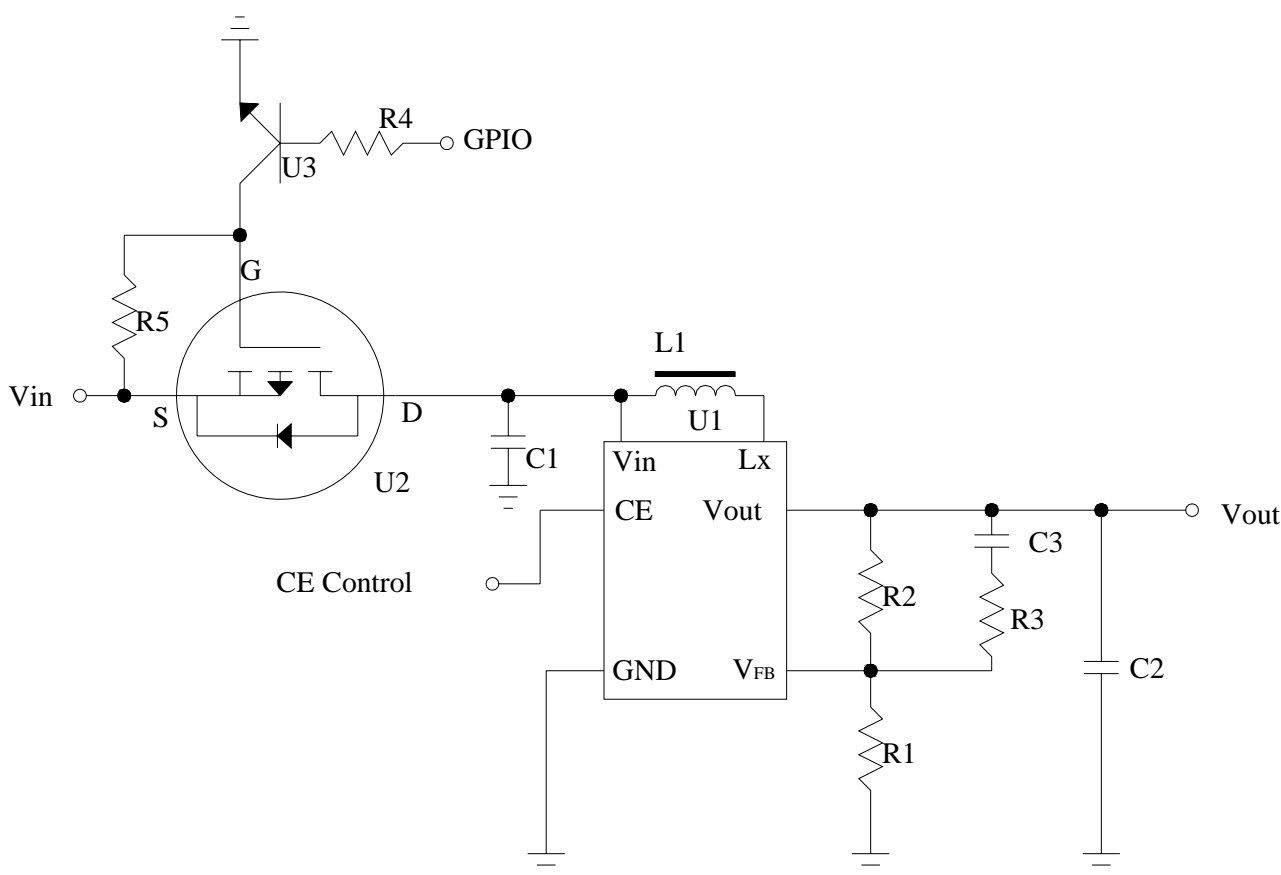 R4
GPIO
U3
G
R5
L1
Vin
S
D
U1
C1
Vin
Lx
U2
CE
Vout
Vout
C3
CE Control
R2
R3
GND
VFB
C2
R1